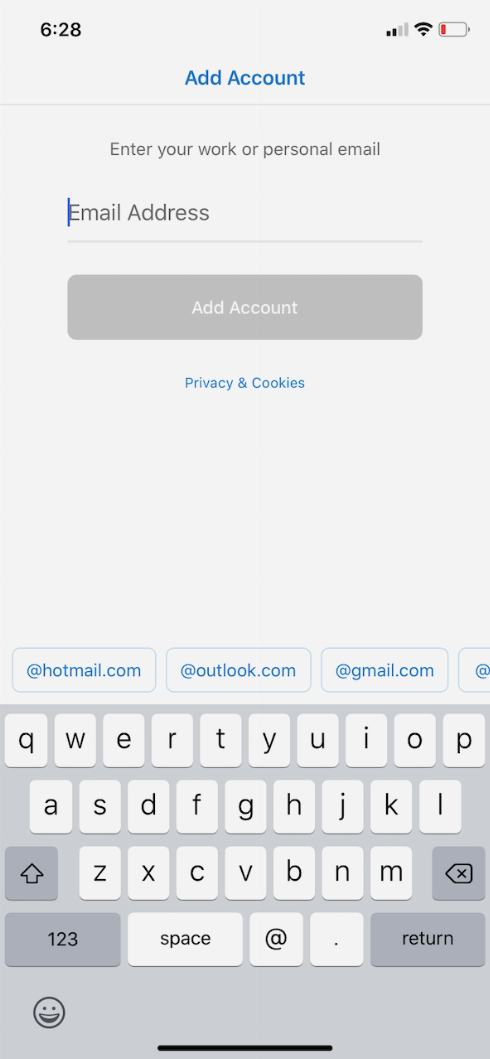 6:28
Add Account
Enter your work or personal email
Email Address
Add Account
Privacy & Cookies
@hotmail.com @outlook.com @gmail.com @
q w e r t y u i o p
a s d f g h j k l
z x c v b n m
123 space @ . return